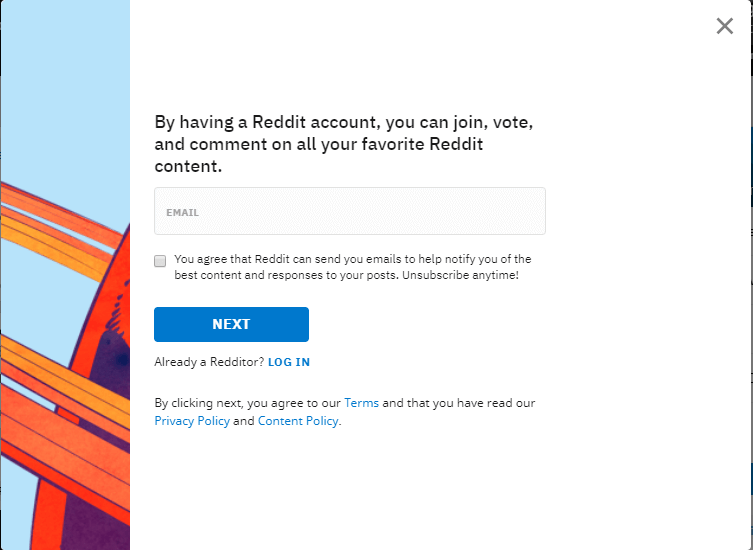 By having a Reddit account, you can join, vote,
and comment on all your favorite Reddit
content.
EMAIL
You agree that Reddit can send you emails to help notify you of the
best content and responses to your posts. Unsubscribe anytime!
NEXT
Already a Redditor? LOG IN
By clicking next, you agree to our Terms and that you have read our
Privacy Policy and Content Policy.